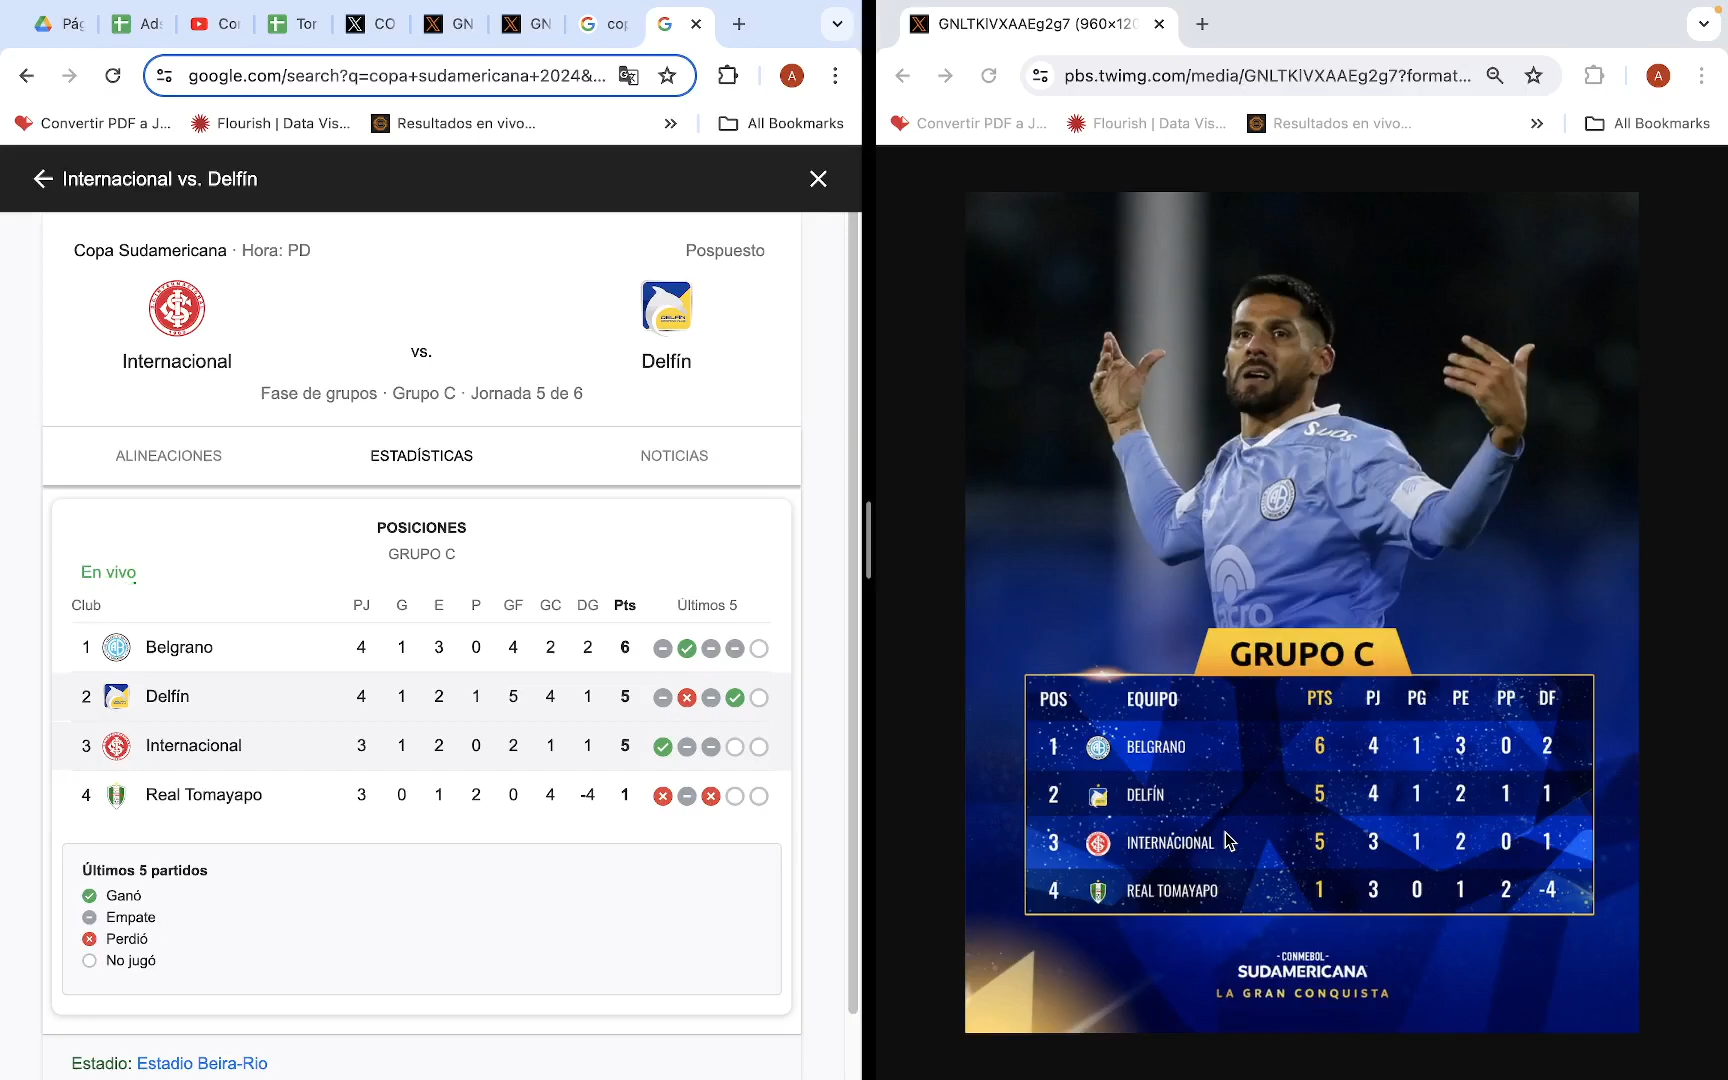 Pá
Ads
Co
Tor
CO
GN
GN
cop
google.com/search?q=copa+sudamericana+2024&...
A
Convertir PDF a J...
Flourish | Data Vis...
Resultados en vivo...
All Bookmarks
Internacional vs. Delfín
Copa Sudamericana · Hora: PD
Pospuesto
DELFÍN
Internacional
vs.
Delfín
Fase de grupos · Grupo C · Jornada 5 de 6
ALINEACIONES ESTADÍSTICAS NOTICIAS
POSICIONES
GRUPO C
En vivo
Club PJ G E P GF GC DG Pts Últimos 5
1 Belgrano 4 1 3 0 4 2 2 6
2 Delfín 4 1 2 1 5 4 1 5
3 Internacional 3 1 2 0 2 1 1 5
4 Real Tomayapo 3 0 1 2 0 4 -4 1
Últimos 5 partidos
Ganó
Empate
Perdió
No jugó
Estadio: Estadio Beira-Rio
GNLTKlVXAAEg2g7 (960×120
pbs.twimg.com/media/GNLTKlVXAAEg2g7?format...
A
Convertir PDF a J...
Flourish | Data Vis...
Resultados en vivo...
All Bookmarks
GRUPO C
POS EQUIPO PTS PJ PG PE PP DF
1 BELGRANO 6 4 1 3 0 2
2 DELFÍN 5 4 1 2 1 1
3 INTERNACIONAL 5 3 1 2 0 1
4 REAL TOMAYAPO 1 3 0 1 2 -4
-CONMEBOL-
SUDAMERICANA
LA GRAN CONQUISTA